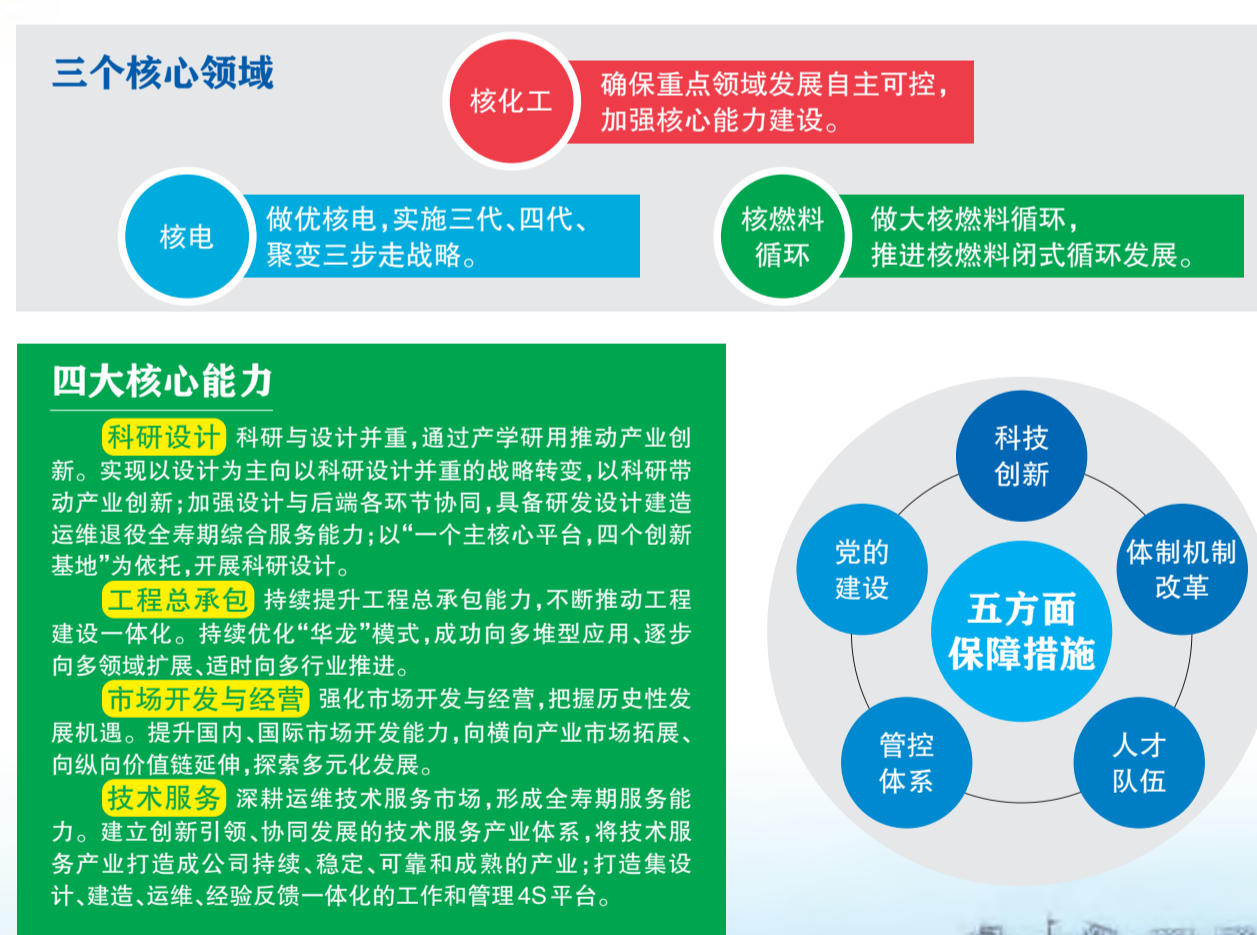 三个核心领域
核化工
确保重点领域发展自主可控，
加强核心能力建设。
核电
做优核电，实施三代、四代、
聚变三步走战略。
核燃料
循环
做大核燃料循环，
推进核燃料闭式循环发展。
四大核心能力
科研设计 科研与设计并重，通过产学研用推动产业创
新。实现以设计为主向以科研设计并重的战略转变，以科研带
动产业创新；加强设计与后端各环节协同，具备研发设计建造
运维退役全寿期综合服务能力；以“一个主核心平台，四个创新
基地”为依托，开展科研设计。
工程总承包 持续提升工程总承包能力，不断推动工程
建设一体化。持续优化“华龙”模式，成功向多堆型应用、逐步
向多领域扩展、适时向多行业推进。
市场开发与经营 强化市场开发与经营，把握历史性发
展机遇。提升国内、国际市场开发能力，向横向产业市场拓展、
向纵向价值链延伸，探索多元化发展。
技术服务 深耕运维技术服务市场，形成全寿期服务能
力。建立创新引领、协同发展的技术服务产业体系，将技术服
务产业打造成公司持续、稳定、可靠和成熟的产业；打造集设
计、建造、运维、经验反馈一体化的工作和管理4S平台。
五方面
保障措施
科技
创新
体制机制
改革
人才
队伍
管控
体系
党的
建设